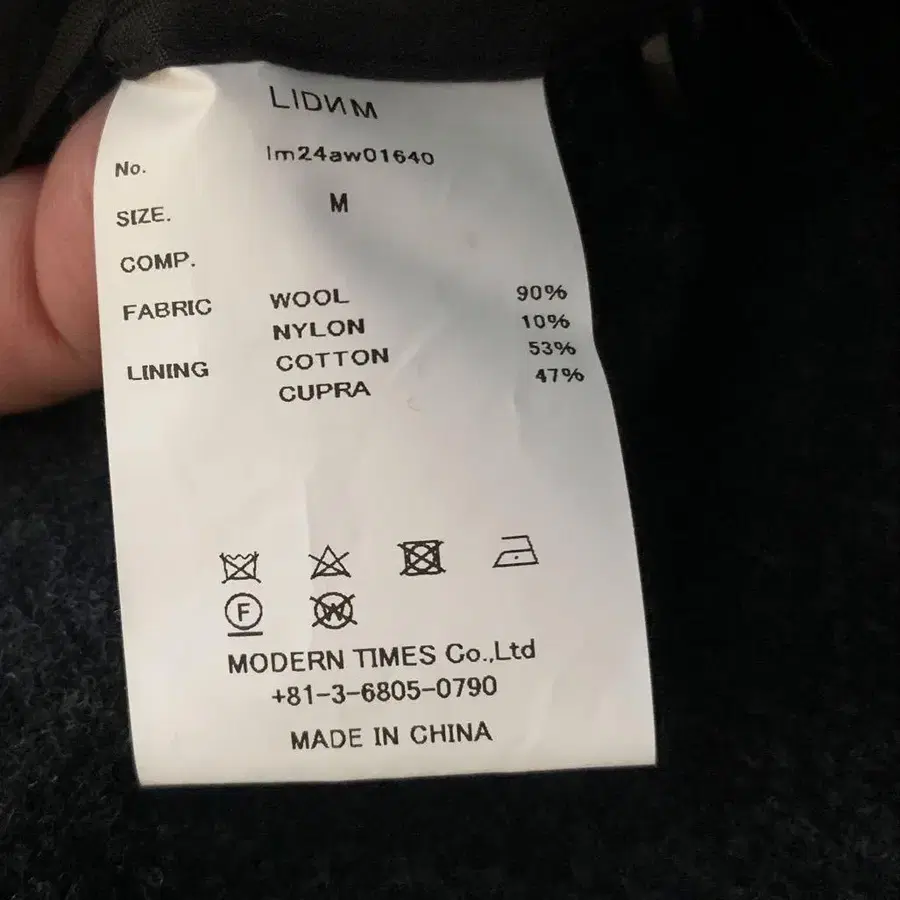 LIDИM
No. lm24aw01640
SIZE. M
COMP.
FABRIC WOOL 90%
NYLON 10%
LINING COTTON 53%
CUPRA 47%
F W
MODERN TIMES Co.,Ltd
+81-3-6805-0790
MADE IN CHINA